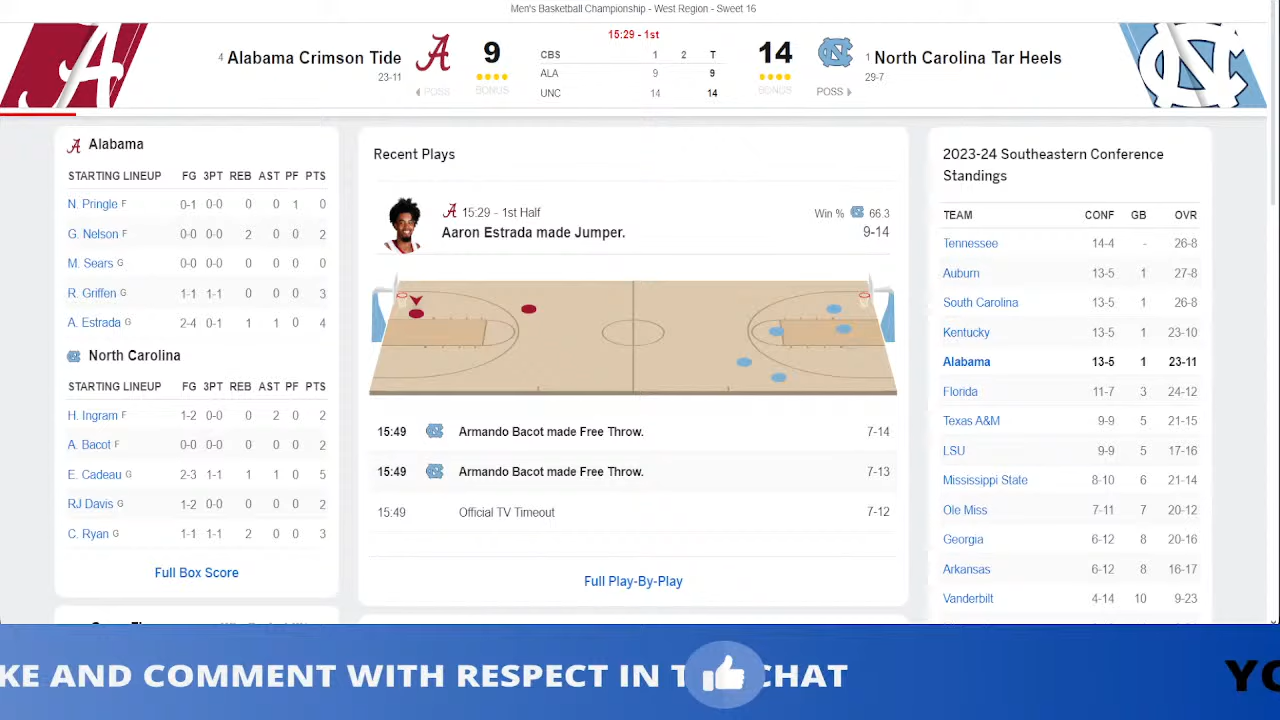 Men's Basketball Championship - West Region - Sweet 16
4 Alabama Crimson Tide
23-11
POSS
9
BONUS
15:29 - 1st
CBS 1 2 T
ALA 9 9
UNC 14 14
14
BONUS
1 North Carolina Tar Heels
29-7
POSS
Alabama
STARTING LINEUP FG 3PT REB AST PF PTS
N. Pringle F 0-1 0-0 0 0 1 0
G. Nelson F 0-0 0-0 2 0 0 2
M. Sears G 0-0 0-0 0 0 0 0
R. Griffen G 1-1 1-1 0 0 0 3
A. Estrada G 2-4 0-1 1 1 0 4
North Carolina
STARTING LINEUP FG 3PT REB AST PF PTS
H. Ingram F 1-2 0-0 0 2 0 2
A. Bacot F 0-0 0-0 0 0 0 2
E. Cadeau G 2-3 1-1 1 1 0 5
RJ Davis G 1-2 0-0 0 0 0 2
C. Ryan G 1-1 1-1 2 0 0 3
Full Box Score
Recent Plays
15:29 - 1st Half
Aaron Estrada made Jumper.
Win % 66.3
9-14
15:49 Armando Bacot made Free Throw. 7-14
15:49 Armando Bacot made Free Throw. 7-13
15:49 Official TV Timeout 7-12
Full Play-By-Play
2023-24 Southeastern Conference
Standings
TEAM CONF GB OVR
Tennessee 14-4 - 26-8
Auburn 13-5 1 27-8
South Carolina 13-5 1 26-8
Kentucky 13-5 1 23-10
Alabama 13-5 1 23-11
Florida 11-7 3 24-12
Texas A&M 9-9 5 21-15
LSU 9-9 5 17-16
Mississippi State 8-10 6 21-14
Ole Miss 7-11 7 20-12
Georgia 6-12 8 20-16
Arkansas 6-12 8 16-17
Vanderbilt 4-14 10 9-23
KE AND COMMENT WITH RESPECT IN T CHAT
YO